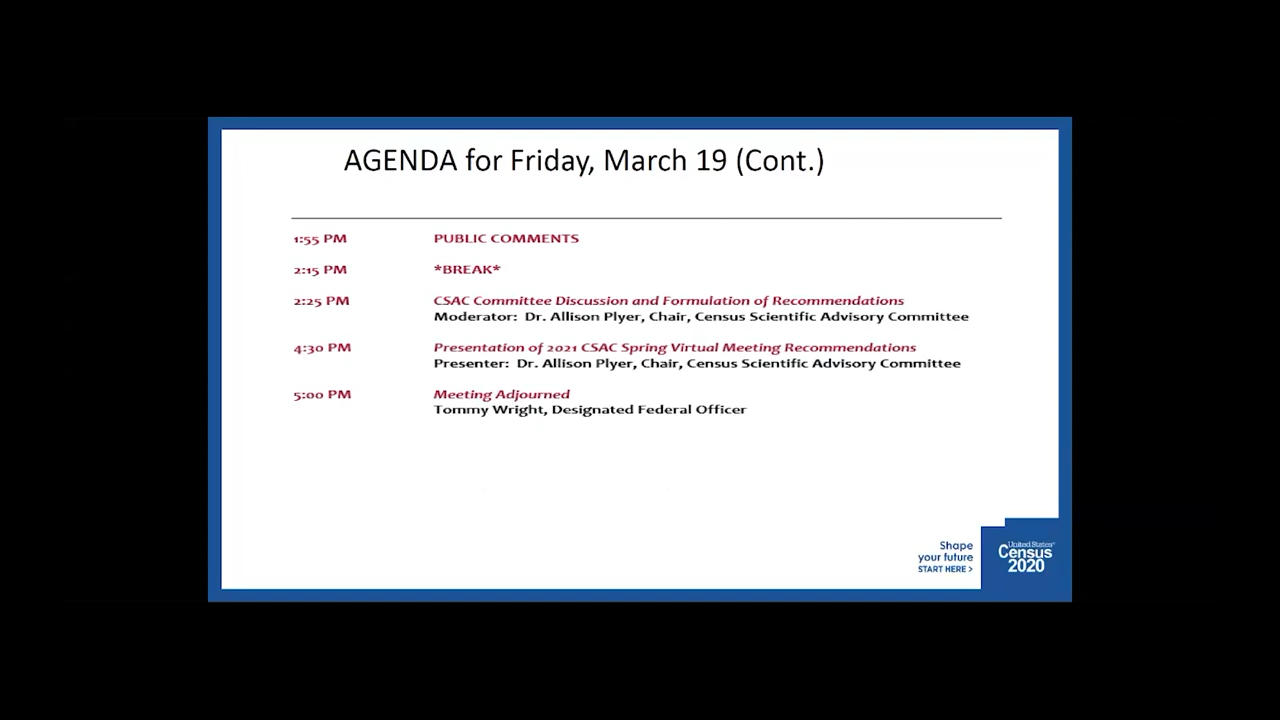 AGENDA for Friday, March 19 (Cont.)
1:55 PM PUBLIC COMMENTS
2:15 PM *BREAK*
2:25 PM CSAC Committee Discussion and Formulation of Recommendations
Moderator: Dr. Allison Plyer, Chair, Census Scientific Advisory Committee
4:30 PM Presentation of 2021 CSAC Spring Virtual Meeting Recommendations
Presenter: Dr. Allison Plyer, Chair, Census Scientific Advisory Committee
5:00 PM Meeting Adjourned
Tommy Wright, Designated Federal Officer
Shape
your future
START HERE >
United States®
Census
2020